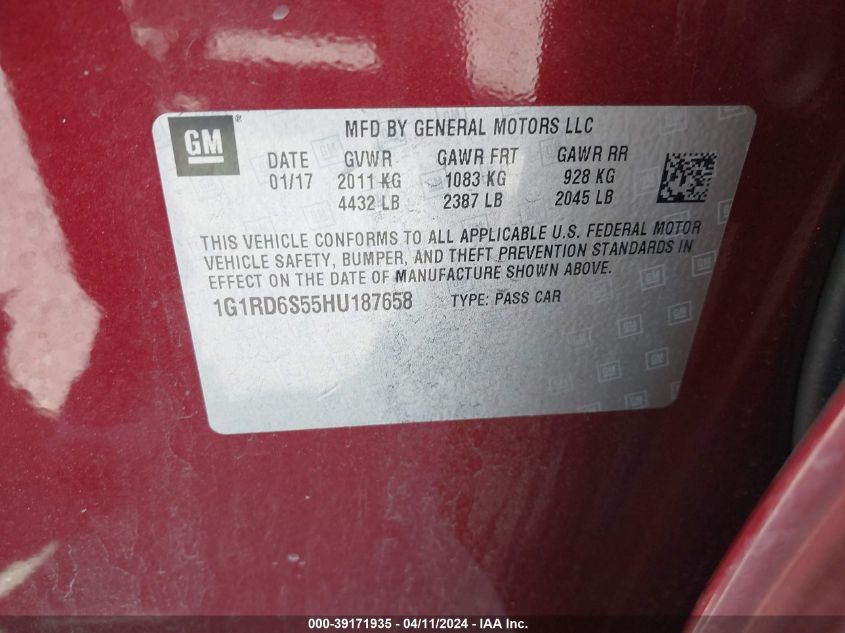 GM ® MFD BY GENERAL MOTORS LLC
DATE GVWR GAWR FRT GAWR RR
01/17 2011 KG 1083 KG 928 KG
4432 LB 2387 LB 2045 LB
THIS VEHICLE CONFORMS TO ALL APPLICABLE U.S. FEDERAL MOTOR
VEHICLE SAFETY, BUMPER, AND THEFT PREVENTION STANDARDS IN
EFFECT ON THE DATE OF MANUFACTURE SHOWN ABOVE.
1G1RD6S55HU187658 TYPE: PASS CAR
000-39171935 - 04/11/2024 - IAA Inc.